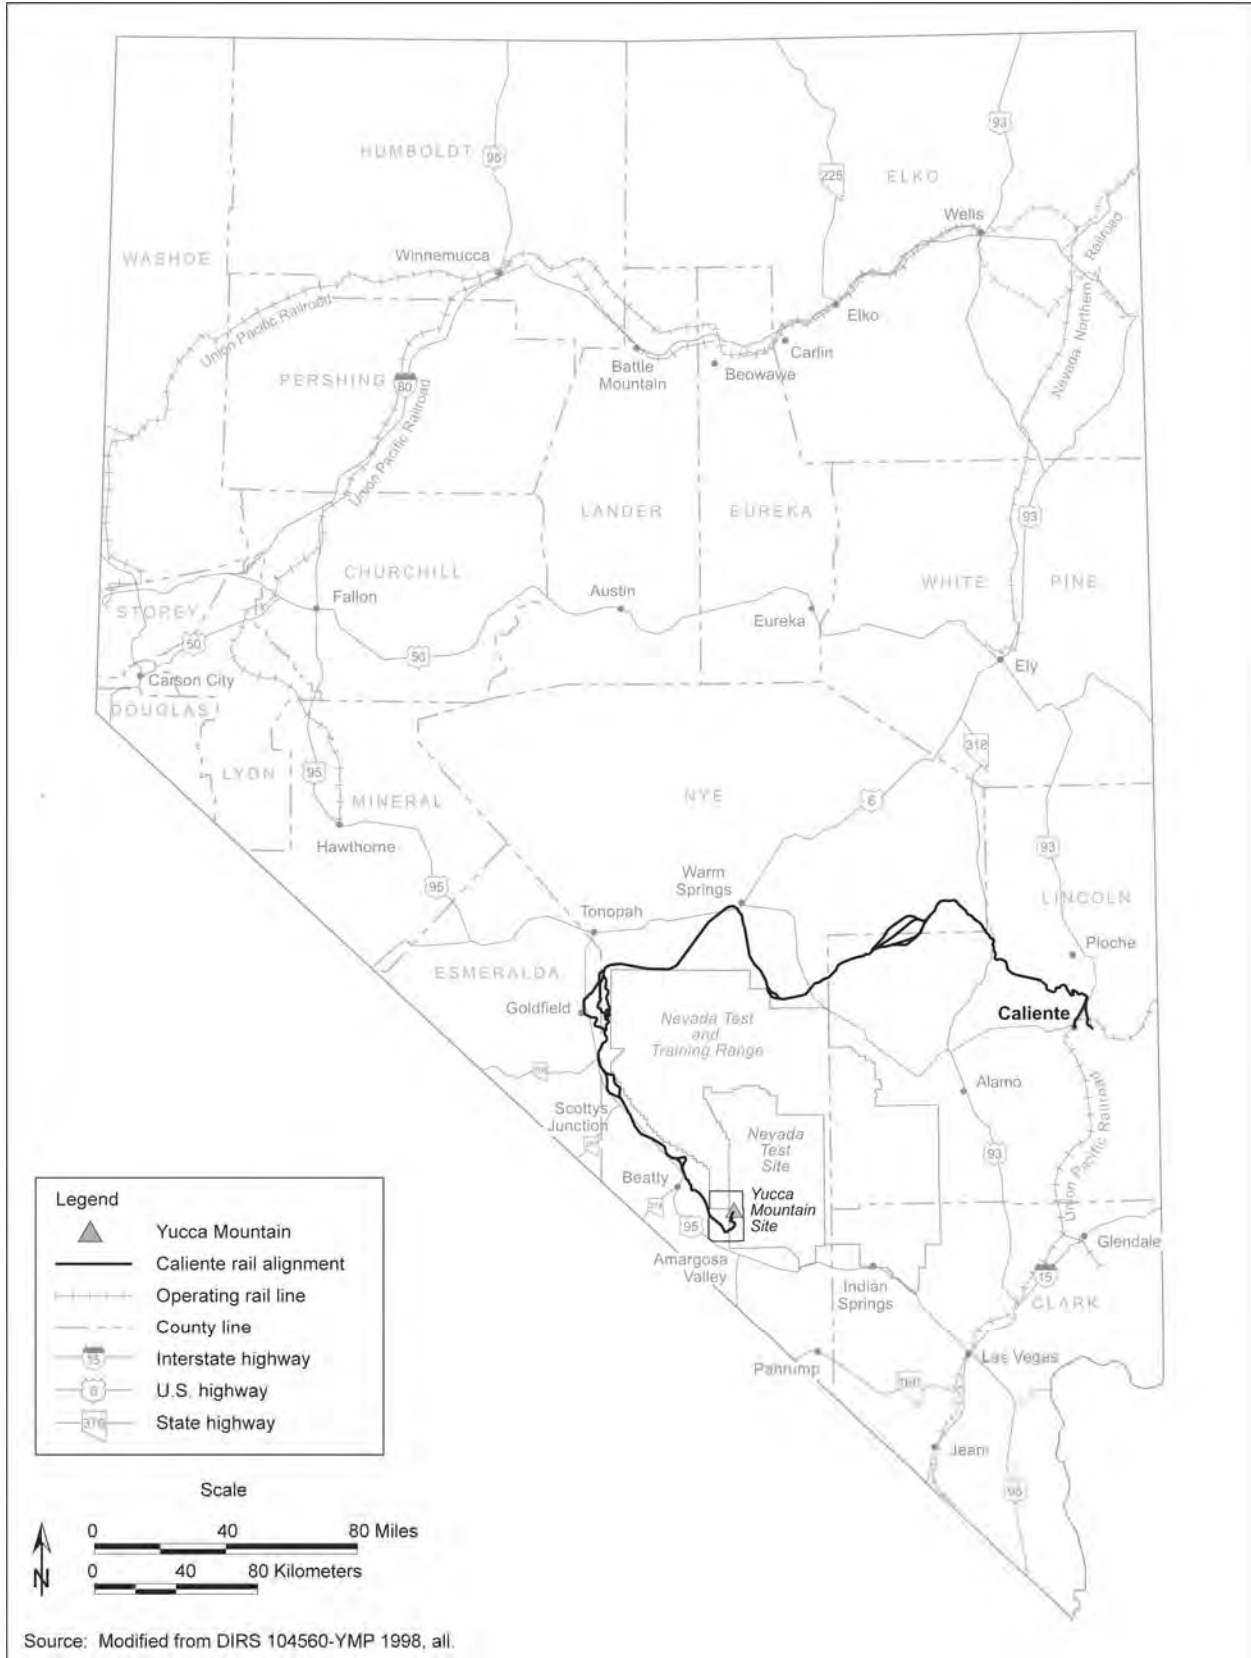 93
HUMBOLDT
95
225
ELKO
Wells
WASHOE
Winnemucca
Nevada Northern Railroad
Union Pacific Railroad
Elko
Carlin
Battle
Mountain
Beowawe
PERSHING
80
Union Pacific Railroad
LANDER
EUREKA
93
CHURCHILL
WHITE PINE
STOREY
Fallon
Austin
Eureka
50
50
Ely
Carson City
DOUGLAS
318
LYON
95
MINERAL
NYE
6
Hawthorne
93
Warm
Springs
95
LINCOLN
Tonopah
Pioche
ESMERALDA
Goldfield
Caliente
Nevada Test
and
Training Range
Alamo
Scottys
Junction
Union Pacific Railroad
Nevada
Test
Site
93
Beatty
Yucca
Mountain
Site
95
Glendale
Amargosa
Valley
15
Indian
Springs
CLARK
Las Vegas
Pahrump
Jean
95
Legend
Yucca Mountain
Caliente rail alignment
Operating rail line
County line
15
Interstate highway
6
U.S. highway
376
State highway
Scale
0 40 80 Miles
0 40 80 Kilometers
N
Source: Modified from DIRS 104560-YMP 1998, all.